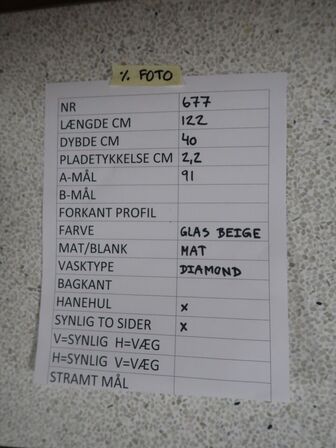 ٪ FOTO
NR 677
LÆNGDE CM 122
DYBDE CM 40
PLADETYKKELSE CM 2,2
A-MÅL 91
B-MÅL
FORKANT PROFIL
FARVE GLAS BEIGE
MAT/BLANK MAT
VASKTYPE DIAMOND
BAGKANT
HANEHUL x
SYNLIG TO SIDER x
V=SYNLIG H=VÆG
H=SYNLIG V=VÆG
STRAMT MÅL